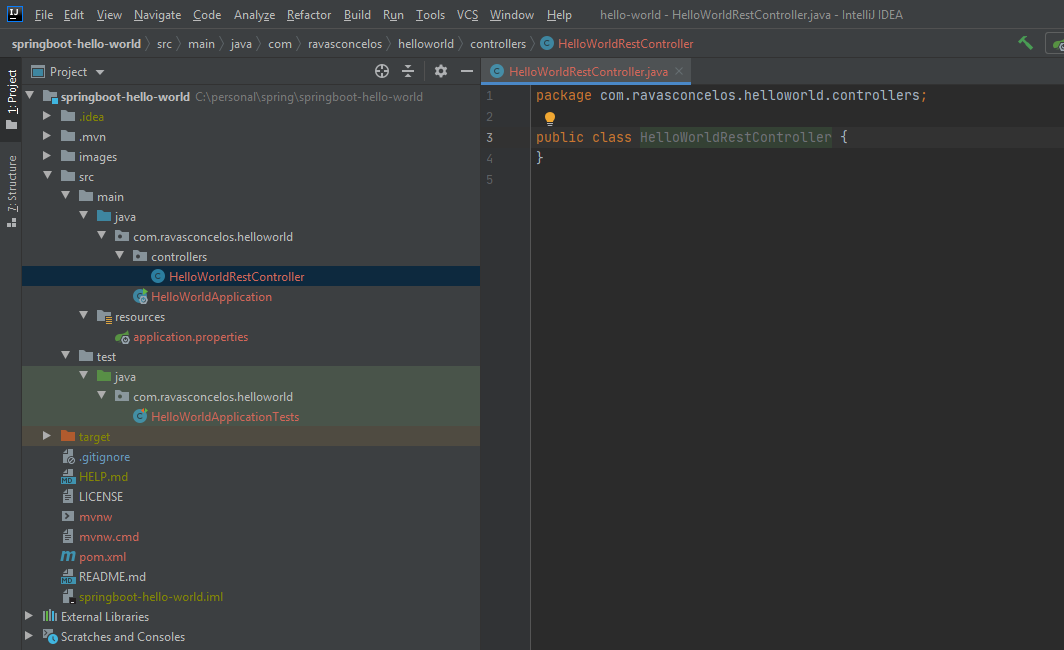 IJ File Edit View Navigate Code Analyze Refactor Build Run Tools VCS Window Help hello-world - HelloWorldRestController.java - IntelliJ IDEA
springboot-hello-world src main java com ravasconcelos helloworld controllers C HelloWorldRestController
1: Project
7: Structure
Project
springboot-hello-world C:\personal\spring\springboot-hello-world
.idea
.mvn
images
src
main
java
com.ravasconcelos.helloworld
controllers
C HelloWorldRestController
HelloWorldApplication
resources
application.properties
test
java
com.ravasconcelos.helloworld
C HelloWorldApplicationTests
target
.gitignore
MD HELP.md
LICENSE
mvnw
mvnw.cmd
m pom.xml
MD README.md
springboot-hello-world.iml
External Libraries
Scratches and Consoles
C HelloWorldRestController.java
1 package com.ravasconcelos.helloworld.controllers;
2
3 public class HelloWorldRestController {
4 }
5